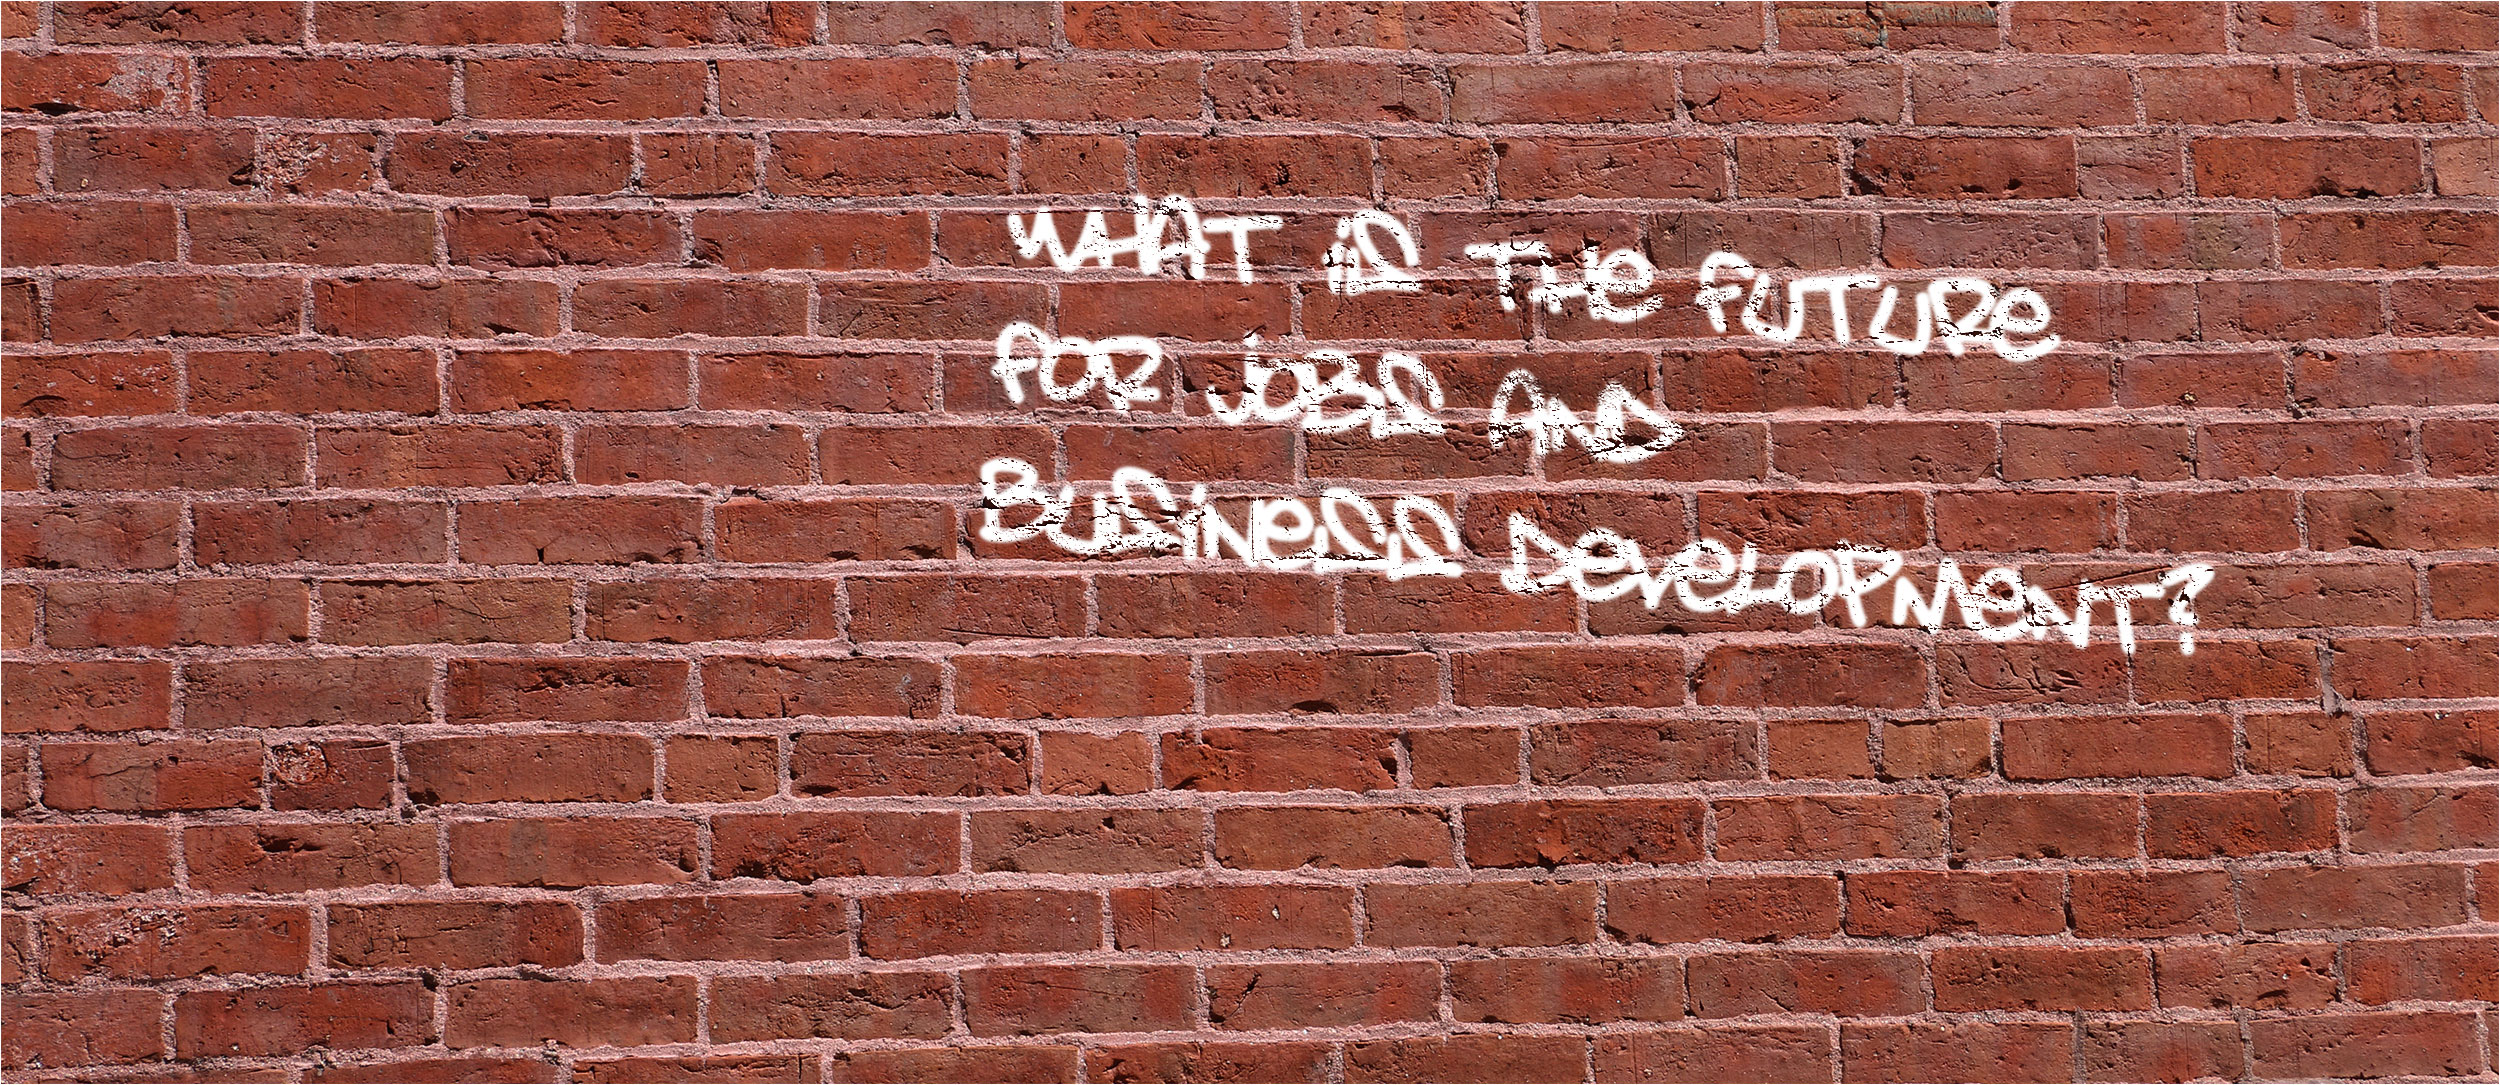 WHAT iS THE FUTURE
FOR JOBS AND
BUSiNESS DEVELOPMENT?